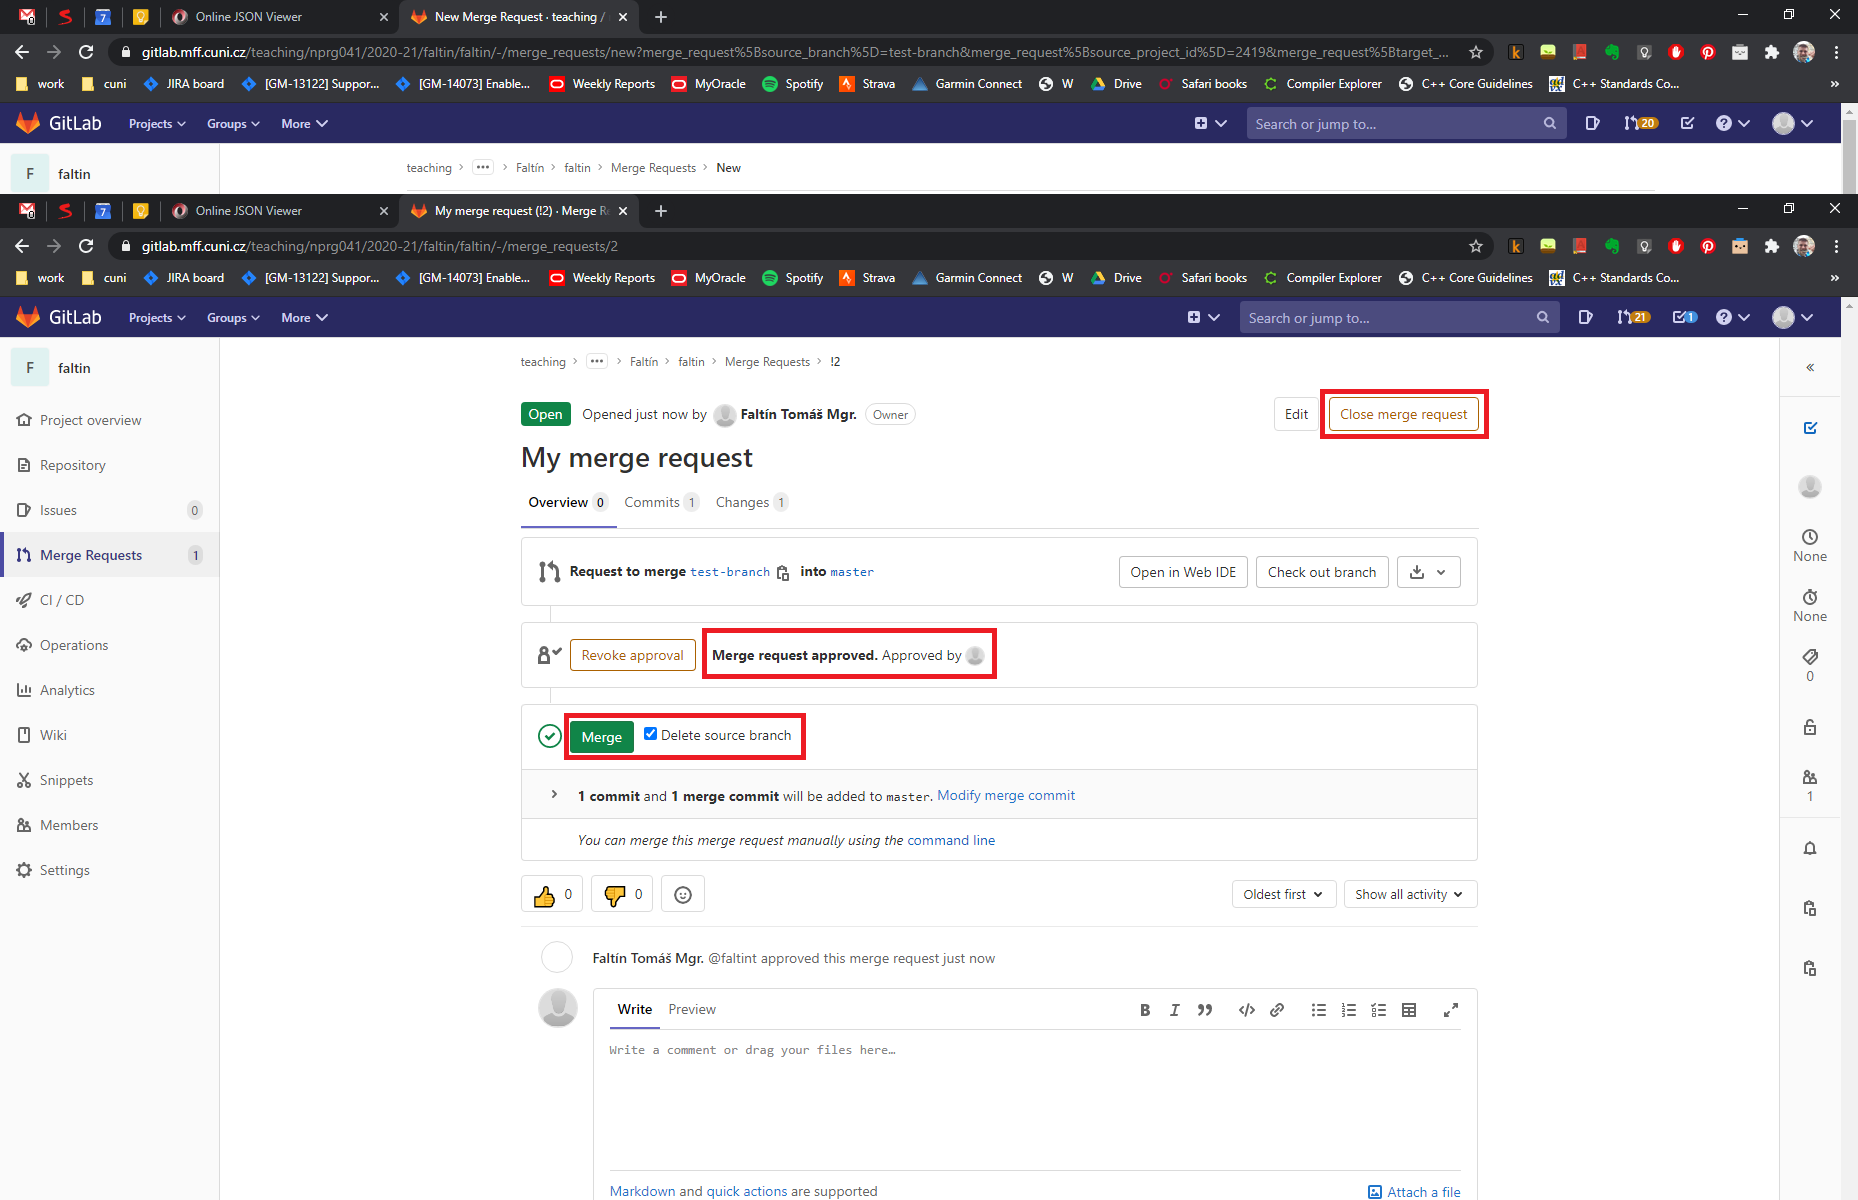 Online JSON Viewer
New Merge Request · teaching /
gitlab.mff.cuni.cz/teaching/nprg041/2020-21/faltin/faltin/-/merge_requests/new?merge_request%5Bsource_branch%5D=test-branch&merge_request%5Bsource_project_id%5D=2419&merge_request%5Btarget_...
work cuni JIRA board [GM-13122] Suppor... [GM-14073] Enable... Weekly Reports MyOracle Spotify Strava Garmin Connect W Drive Safari books Compiler Explorer C++ Core Guidelines C++ Standards Co... »
GitLab Projects Groups More Search or jump to... 20
F faltin
teaching > ••• > Faltín > faltin > Merge Requests > New
Online JSON Viewer
My merge request (!2) · Merge Re
gitlab.mff.cuni.cz/teaching/nprg041/2020-21/faltin/faltin/-/merge_requests/2
work cuni JIRA board [GM-13122] Suppor... [GM-14073] Enable... Weekly Reports MyOracle Spotify Strava Garmin Connect W Drive Safari books Compiler Explorer C++ Core Guidelines C++ Standards Co... »
GitLab Projects Groups More Search or jump to... 21 1
F faltin
teaching > ••• > Faltín > faltin > Merge Requests > !2
Project overview
Repository
Issues 0
Merge Requests 1
CI / CD
Operations
Analytics
Wiki
Snippets
Members
Settings
Open Opened just now by Faltín Tomáš Mgr. Owner
Edit Close merge request
My merge request
Overview 0 Commits 1 Changes 1
Request to merge test-branch into master
Open in Web IDE Check out branch
Revoke approval Merge request approved. Approved by
Merge Delete source branch
1 commit and 1 merge commit will be added to master. Modify merge commit
You can merge this merge request manually using the command line
0 0
Oldest first Show all activity
Faltín Tomáš Mgr. @faltint approved this merge request just now
Write Preview
Write a comment or drag your files here…
Markdown and quick actions are supported
Attach a file
«
None
None
0
1